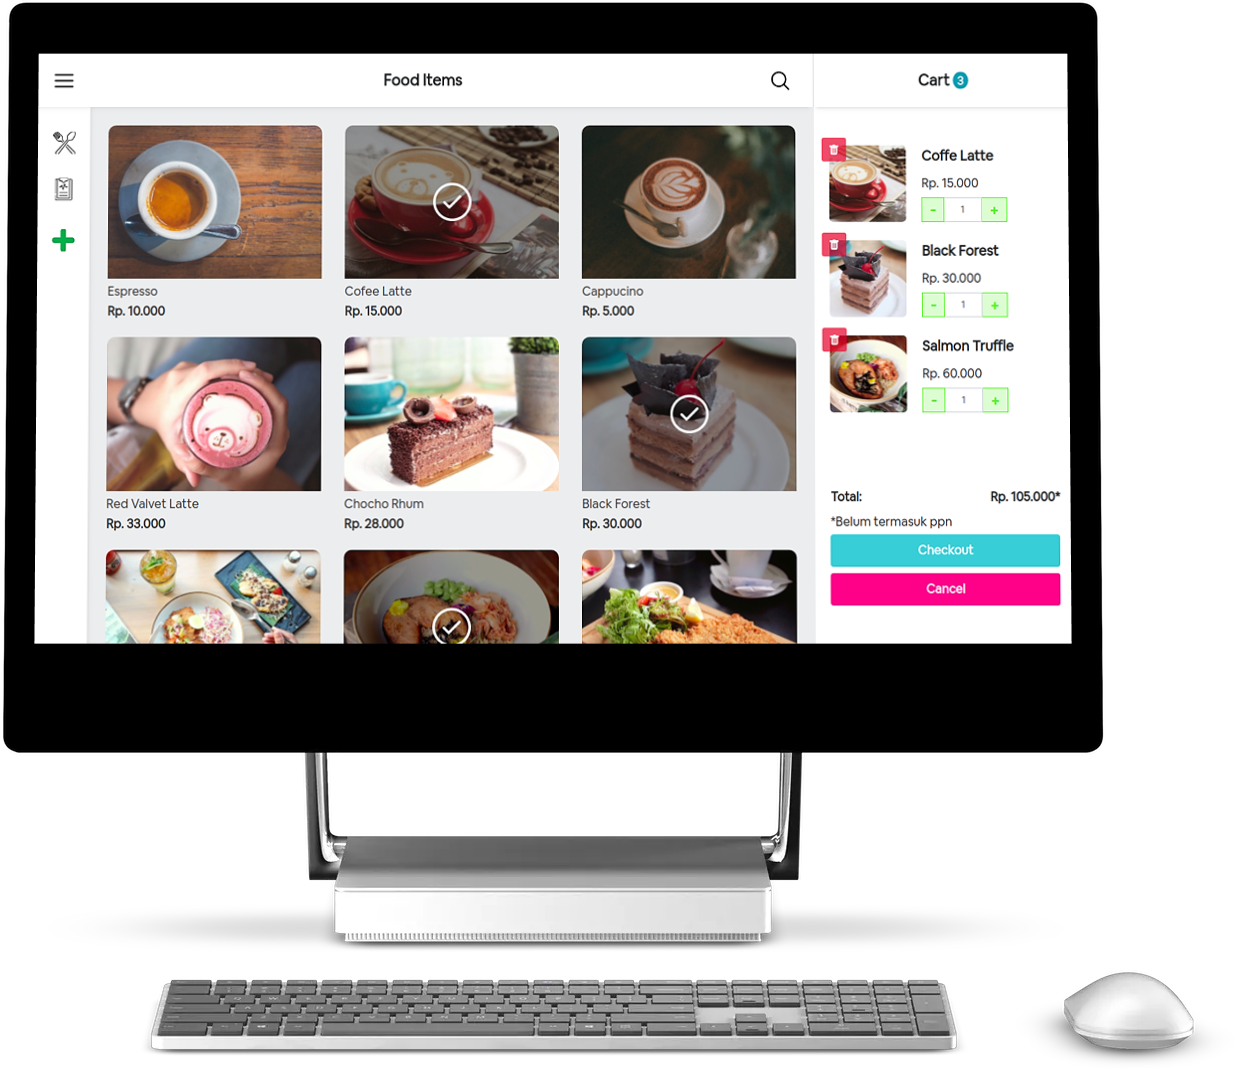 Food Items
Cart 3
Espresso
Rp. 10.000
Cofee Latte
Rp. 15.000
Cappucino
Rp. 5.000
Red Valvet Latte
Rp. 33.000
Chocho Rhum
Rp. 28.000
Black Forest
Rp. 30.000
Coffe Latte
Rp. 15.000
- 1 +
Black Forest
Rp. 30.000
- 1 +
Salmon Truffle
Rp. 60.000
- 1 +
Total: Rp. 105.000*
*Belum termasuk ppn
Checkout
Cancel